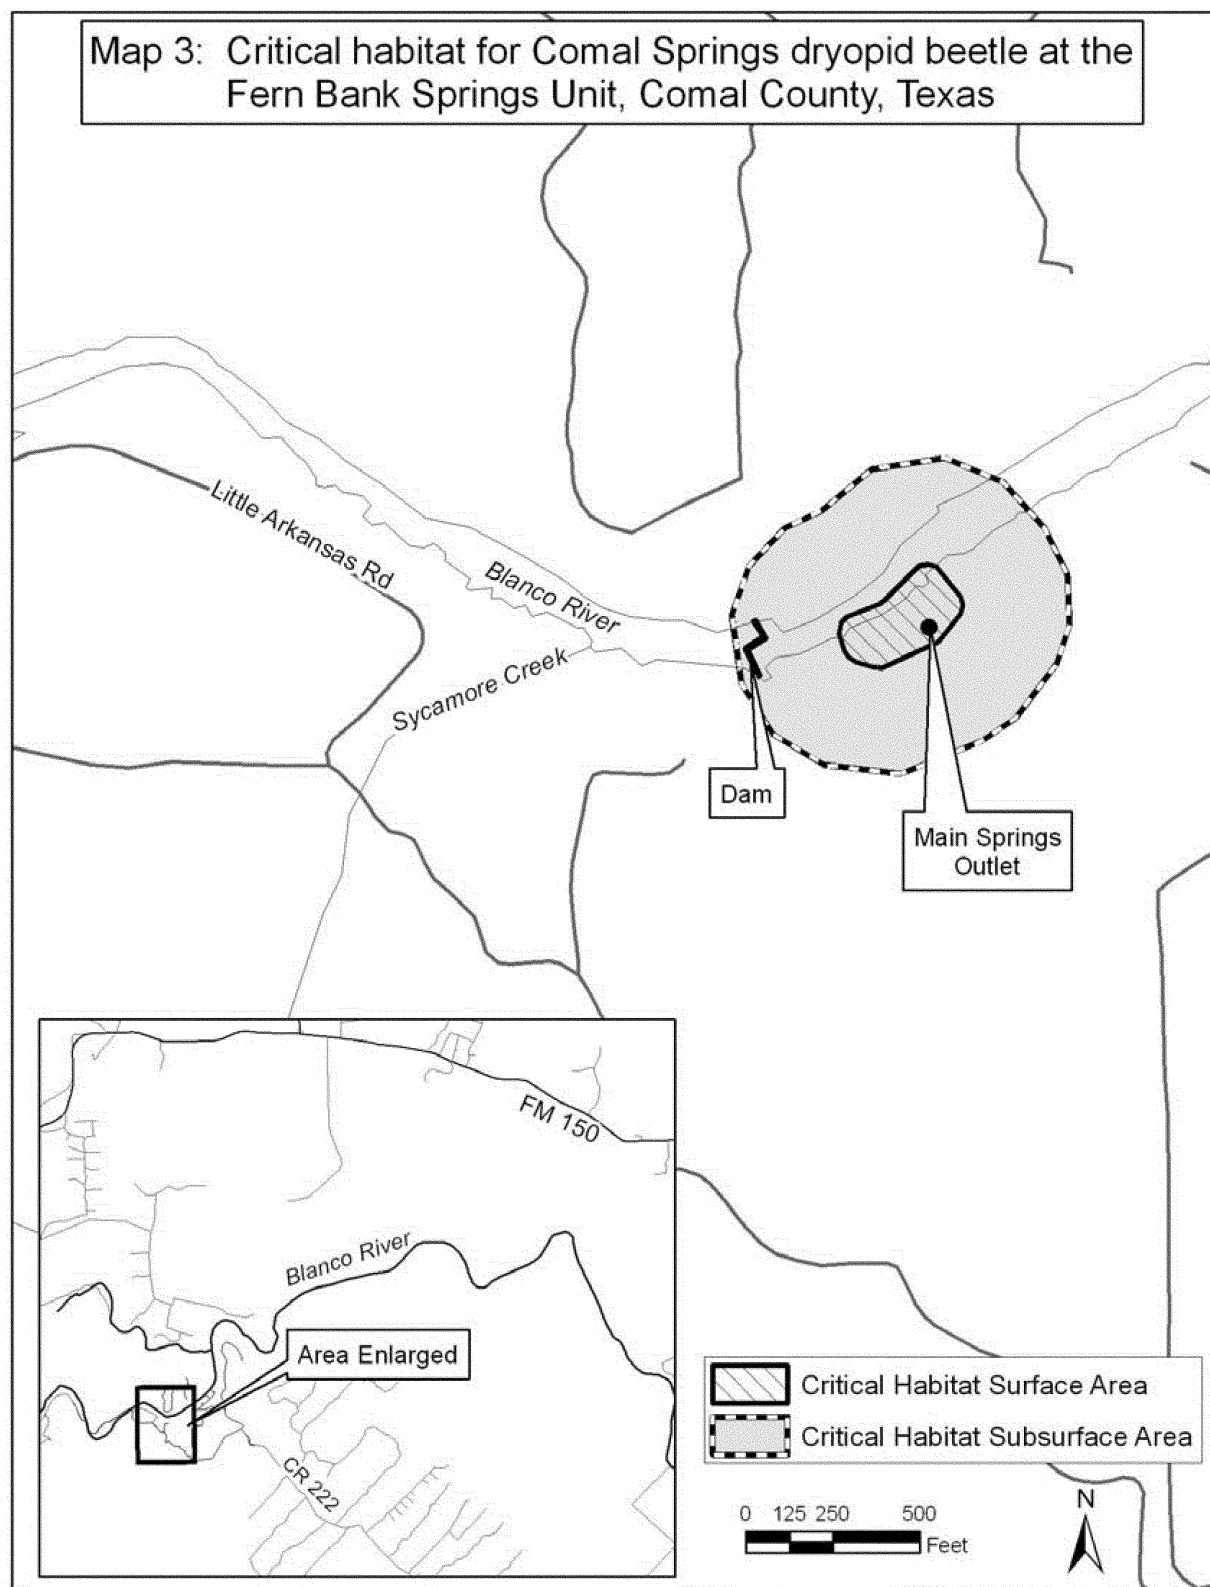 Map 3: Critical habitat for Comal Springs dryopid beetle at the
Fern Bank Springs Unit, Comal County, Texas
Little Arkansas Rd
Blanco River
Sycamore Creek
Dam
Main Springs
Outlet
FM 150
Blanco River
Area Enlarged
CR 222
Critical Habitat Surface Area
Critical Habitat Subsurface Area
0 125 250 500
Feet
N